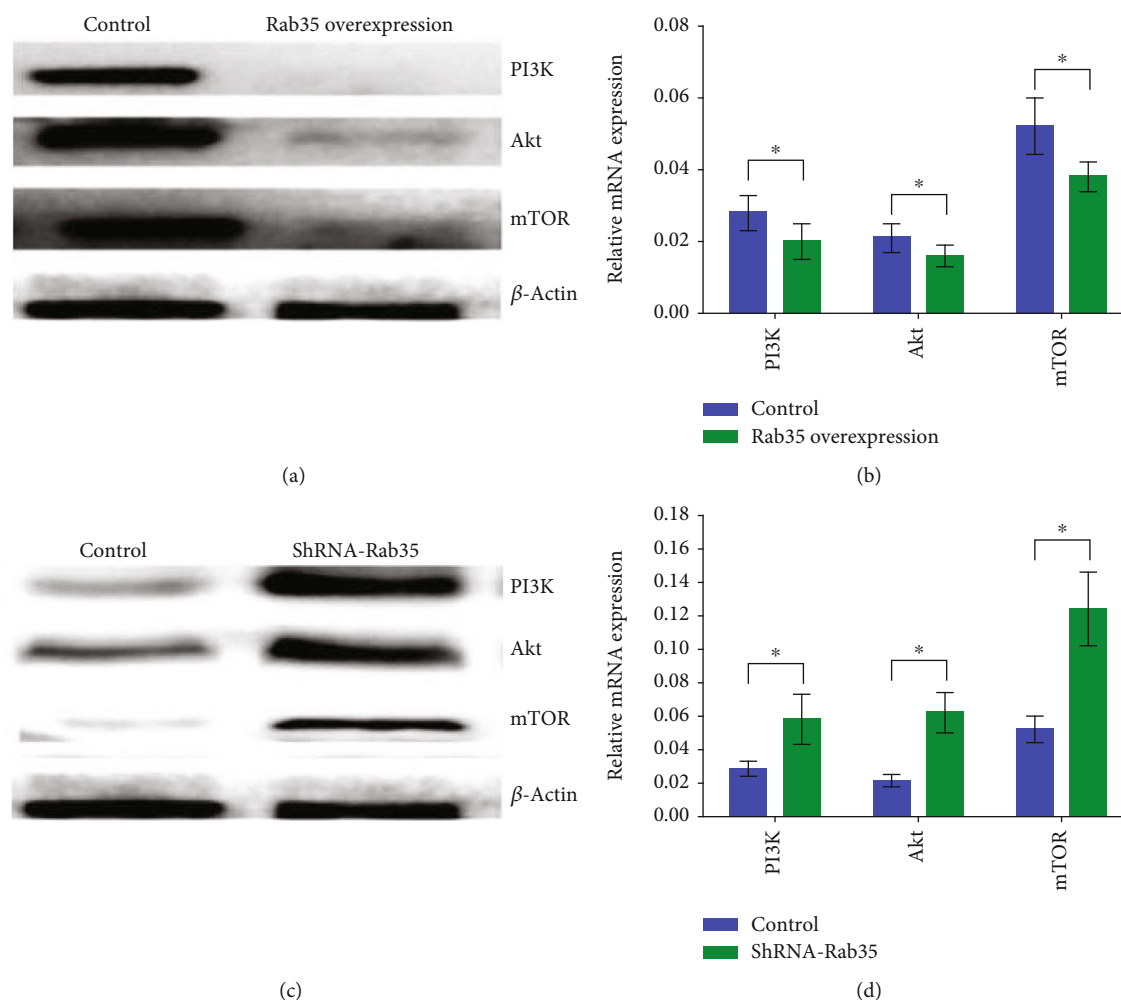 Control Rab35 overexpression
PI3K
Akt
mTOR
β-Actin
(a)
Relative mRNA expression
0.08
0.06
0.04
0.02
0.00
*
*
*
PI3K
Akt
mTOR
Control
Rab35 overexpression
(b)
Control ShRNA-Rab35
PI3K
Akt
mTOR
β-Actin
(c)
Relative mRNA expression
0.18
0.16
0.14
0.12
0.10
0.08
0.06
0.04
0.02
0.00
*
*
*
PI3K
Akt
mTOR
Control
ShRNA-Rab35
(d)